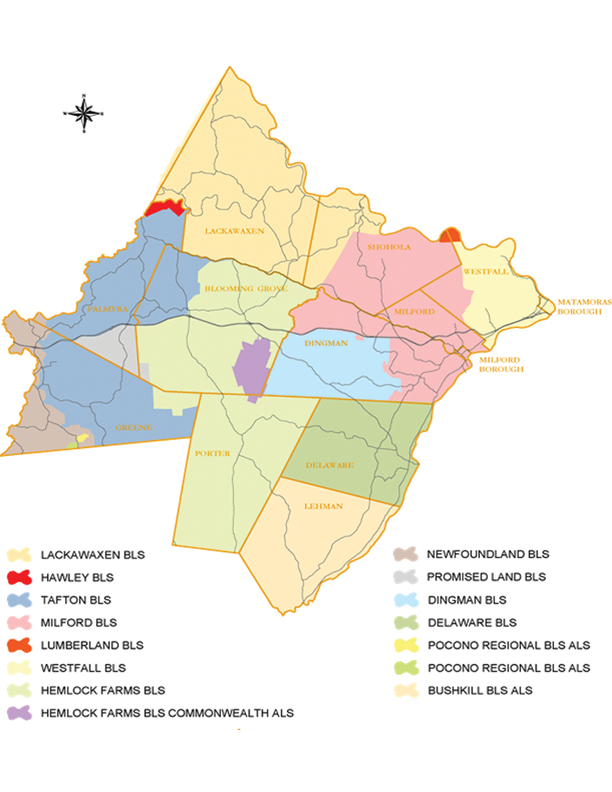 LACKAWAXEN
SHOHOLA
WESTFALL
BLOOMING GROVE
MATAMORAS
BOROUGH
PALMYRA
MILFORD
DINGMAN
MILFORD
BOROUGH
GREENE
PORTER
DELAWARE
LEHMAN
LACKAWAXEN BLS
HAWLEY BLS
TAFTON BLS
MILFORD BLS
LUMBERLAND BLS
WESTFALL BLS
HEMLOCK FARMS BLS
HEMLOCK FARMS BLS COMMONWEALTH ALS
NEWFOUNDLAND BLS
PROMISED LAND BLS
DINGMAN BLS
DELAWARE BLS
POCONO REGIONAL BLS ALS
POCONO REGIONAL BLS ALS
BUSHKILL BLS ALS